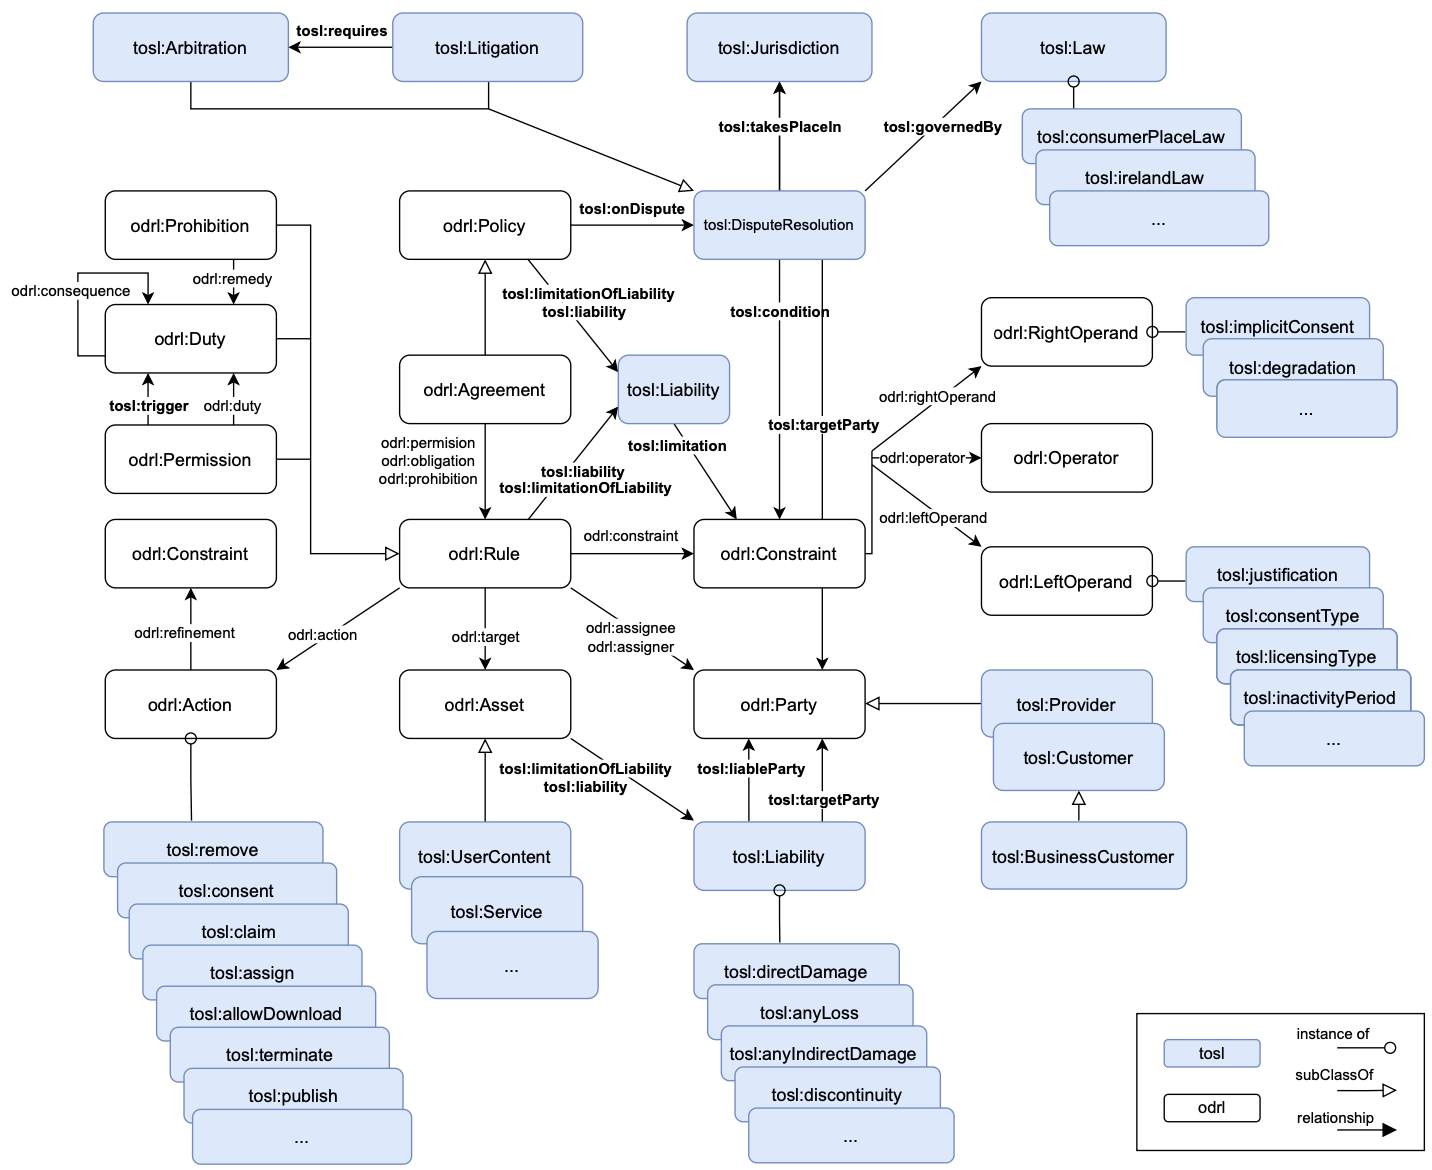 tosl:Arbitration
tosl:requires
tosl:Litigation
tosl:Jurisdiction
tosl:Law
tosl:takesPlaceIn
tosl:governedBy
tosl:consumerPlaceLaw
tosl:irelandLaw
...
odrl:Prohibition
odrl:Policy
tosl:onDispute
tosl:DisputeResolution
odrl:remedy
odrl:consequence
odrl:Duty
tosl:limitationOfLiability
tosl:liability
tosl:condition
odrl:RightOperand
tosl:implicitConsent
tosl:degradation
...
tosl:trigger
odrl:duty
odrl:Agreement
tosl:Liability
odrl:rightOperand
odrl:Permission
odrl:permision
odrl:obligation
odrl:prohibition
tosl:limitation
tosl:targetParty
odrl:operator
odrl:Operator
tosl:liability
tosl:limitationOfLiability
odrl:leftOperand
odrl:Constraint
odrl:Rule
odrl:constraint
odrl:Constraint
odrl:LeftOperand
tosl:justification
tosl:consentType
tosl:licensingType
tosl:inactivityPeriod
...
odrl:refinement
odrl:action
odrl:target
odrl:assignee
odrl:assigner
odrl:Action
odrl:Asset
odrl:Party
tosl:Provider
tosl:Customer
tosl:limitationOfLiability
tosl:liability
tosl:liableParty
tosl:targetParty
tosl:remove
tosl:consent
tosl:claim
tosl:assign
tosl:allowDownload
tosl:terminate
tosl:publish
...
tosl:UserContent
tosl:Service
...
tosl:Liability
tosl:BusinessCustomer
tosl:directDamage
tosl:anyLoss
tosl:anyIndirectDamage
tosl:discontinuity
...
tosl
odrl
instance of
subClassOf
relationship